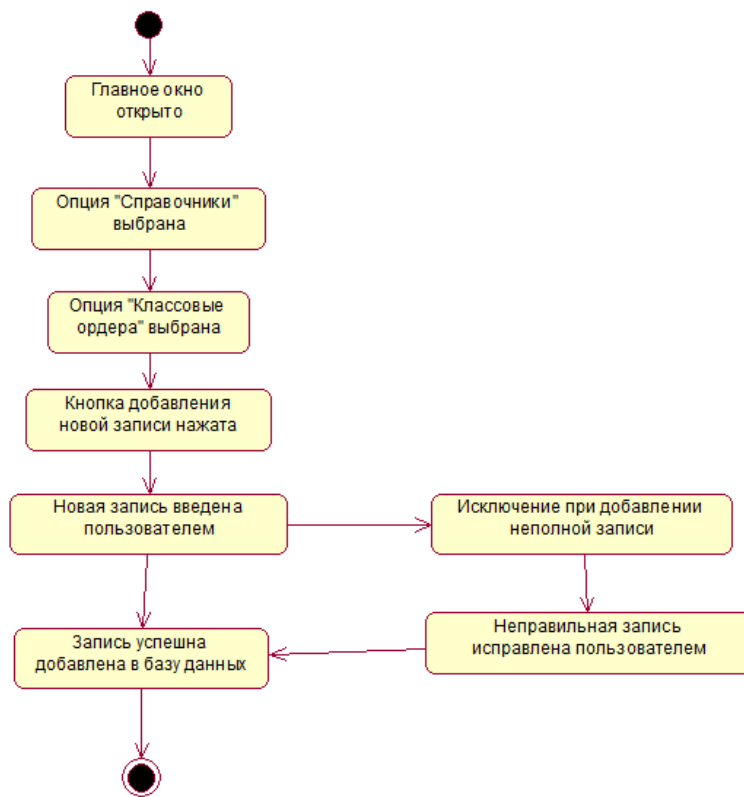 Главное окно
открыто
Опция "Справочники"
выбрана
Опция "Классовые
ордера" выбрана
Кнопка добавления
новой записи нажата
Новая запись введена
пользователем
Исключение при добавлении
неполной записи
Неправильная запись
исправлена пользователем
Запись успешна
добавлена в базу данных